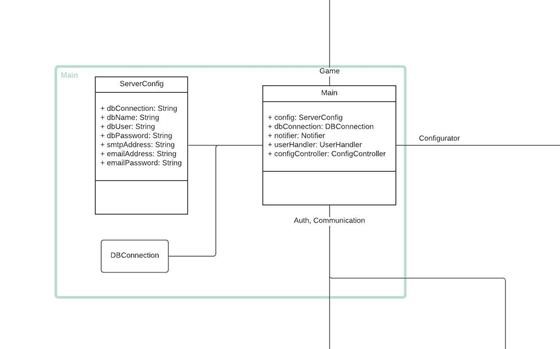 Game
Main
ServerConfig
+ dbConnection: String
+ dbName: String
+ dbUser: String
+ dbPassword: String
+ smtpAddress: String
+ emailAddress: String
+ emailPassword: String
Main
+ config: ServerConfig
+ dbConnection: DBConnection
+ notifier: Notifier
+ userHandler: UserHandler
+ configController: ConfigController
Configurator
Auth, Communication
DBConnection